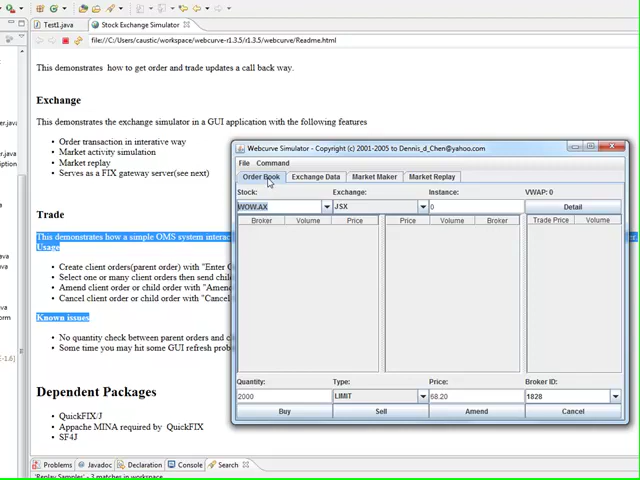 Test1.java
Stock Exchange Simulator
file://C:/Users/caustic/workspace/webcurve-r1.3.5/r1.3.5/webcurve/Readme.html
This demonstrates how to get order and trade updates a call back way.
Exchange
This demonstrates the exchange simulator in a GUI application with the following features
• Order transaction in interative way
• Market activity simulation
• Market replay
• Serves as a FIX gateway server(see next)
Trade
This demonstrates how a simple OMS system interac
Usage
• Create client orders(parent order) with "Enter C
• Select one or many client orders then send child
• Amend client order or child order with "Amen
• Cancel client order or child order with "Cancel
Known issues
• No quantity check between parent orders and c
• Some time you may hit some GUI refresh prob
Dependent Packages
• QuickFIX/J
• Appache MINA required by QuickFIX
• SF4J
Webcurve Simulator - Copyright (c) 2001-2005 to Dennis_d_Chen@yahoo.com
File Command
Order Book Exchange Data Market Maker Market Replay
Stock: Exchange: Instance: VWAP: 0
WOW.AX JSX 0 Detail
Broker Volume Price Price Volume Broker Trade Price Volume
Quantity: Type: Price: Broker ID:
2000 LIMIT 68.20 1828
Buy Sell Amend Cancel
Problems Javadoc Declaration Console Search
'Replay Sampler' - 3 matches in workspace